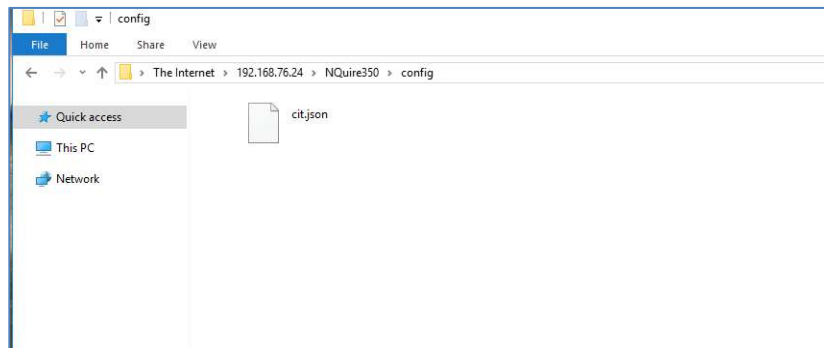 config
File Home Share View
The Internet > 192.168.76.24 > NQuire350 > config
Quick access
cit.json
This PC
Network